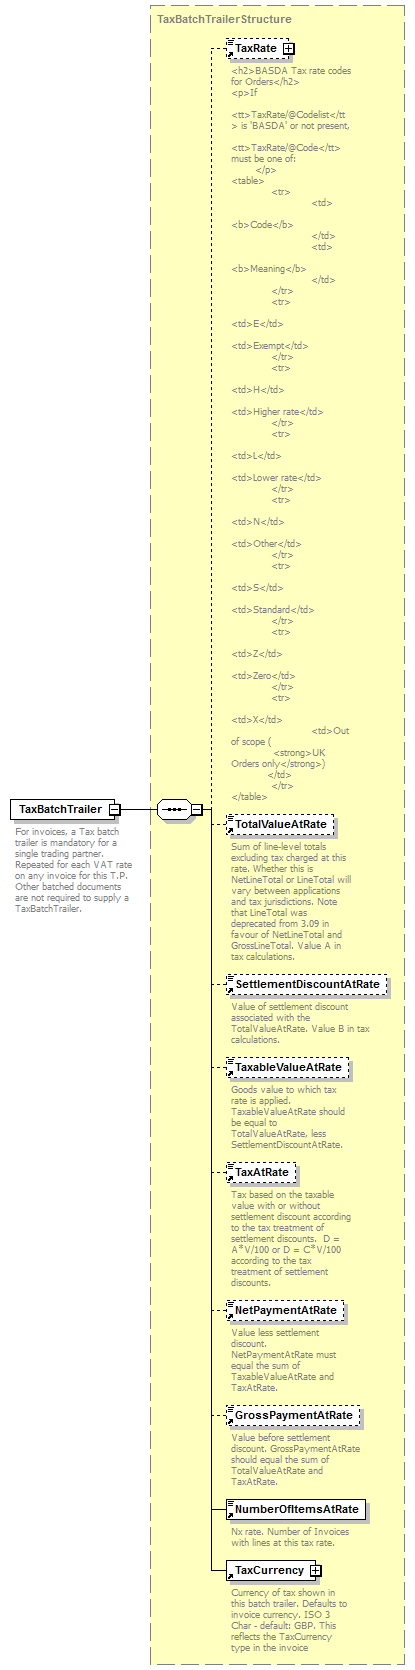 TaxBatchTrailerStructure
TaxRate
<h2>BASDA Tax rate codes
for Orders</h2>
<p>If
<tt>TaxRate/@Codelist</tt
> is 'BASDA' or not present,
<tt>TaxRate/@Code</tt>
must be one of:
</p>
<table>
<tr>
<td>
<b>Code</b>
</td>
<td>
<b>Meaning</b>
</td>
</tr>
<tr>
<td>E</td>
<td>Exempt</td>
</tr>
<tr>
<td>H</td>
<td>Higher rate</td>
</tr>
<tr>
<td>L</td>
<td>Lower rate</td>
</tr>
<tr>
<td>N</td>
<td>Other</td>
</tr>
<tr>
<td>S</td>
<td>Standard</td>
</tr>
<tr>
<td>Z</td>
<td>Zero</td>
</tr>
<tr>
<td>X</td>
<td>Out
of scope (
<strong>UK
Orders only</strong>)
</td>
</tr>
</table>
TaxBatchTrailer
For invoices, a Tax batch
trailer is mandatory for a
single trading partner.
Repeated for each VAT rate
on any invoice for this T.P.
Other batched documents
are not required to supply a
TaxBatchTrailer.
TotalValueAtRate
Sum of line-level totals
excluding tax charged at this
rate. Whether this is
NetLineTotal or LineTotal will
vary between applications
and tax jurisdictions. Note
that LineTotal was
deprecated from 3.09 in
favour of NetLineTotal and
GrossLineTotal. Value A in
tax calculations.
SettlementDiscountAtRate
Value of settlement discount
associated with the
TotalValueAtRate. Value B in tax
calculations.
TaxableValueAtRate
Goods value to which tax
rate is applied.
TaxableValueAtRate should
be equal to
TotalValueAtRate, less
SettlementDiscountAtRate.
TaxAtRate
Tax based on the taxable
value with or without
settlement discount according
to the tax treatment of
settlement discounts.  D =
A*V/100 or D = C*V/100
according to the tax
treatment of settlement
discounts.
NetPaymentAtRate
Value less settlement
discount.
NetPaymentAtRate must
equal the sum of
TaxableValueAtRate and
TaxAtRate.
GrossPaymentAtRate
Value before settlement
discount. GrossPaymentAtRate
should equal the sum of
TotalValueAtRate and
TaxAtRate.
NumberOfItemsAtRate
Nx rate. Number of Invoices
with lines at this tax rate.
TaxCurrency
Currency of tax shown in
this batch trailer. Defaults to
invoice currency. ISO 3
Char - default: GBP. This
reflects the TaxCurrency
type in the invoice